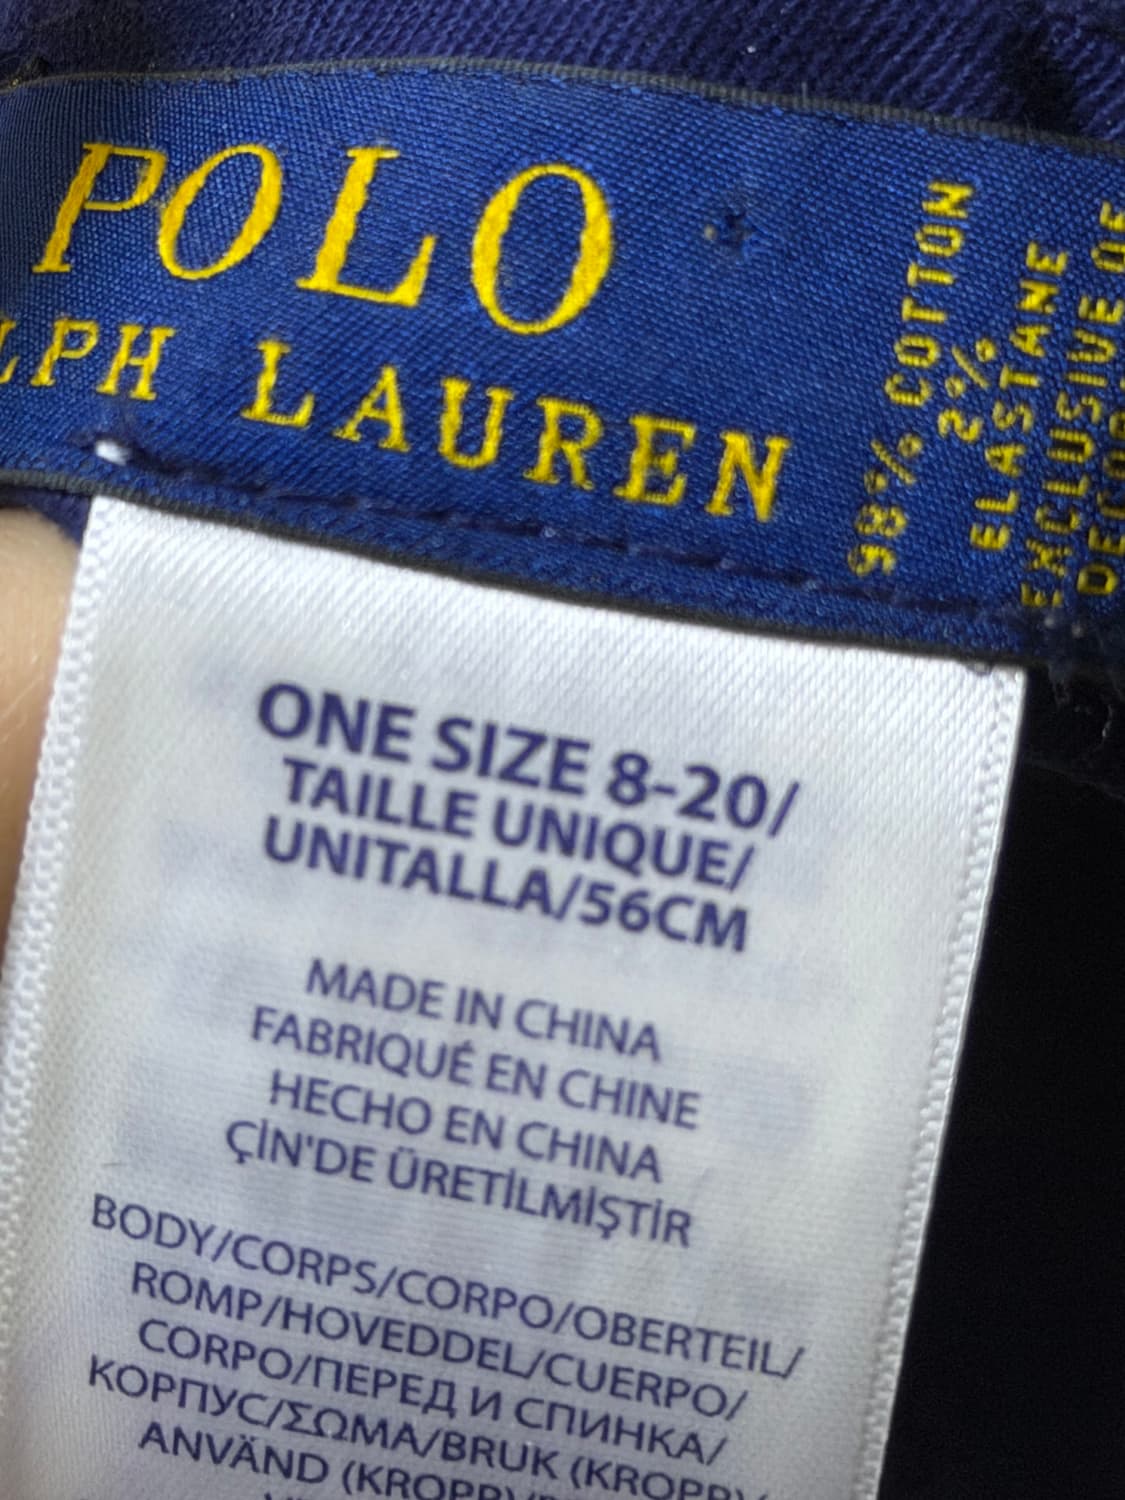 POLO
LPH LAUREN
98% COTTON
2%
ELASTANE
EXCLUSIVE OF
ONE SIZE 8-20/
TAILLE UNIQUE/
UNITALLA/56CM
MADE IN CHINA
FABRIQUÉ EN CHINE
HECHO EN CHINA
ÇİN'DE ÜRETİLMİŞTİR
BODY/CORPS/CORPO/OBERTEIL/
ROMP/HOVEDDEL/CUERPO/
CORPO/ПЕРЕД И СПИНКА/
КОРПУС/ΣΩΜΑ/BRUK (KROPP)/
ANVÄND (KROPP)/